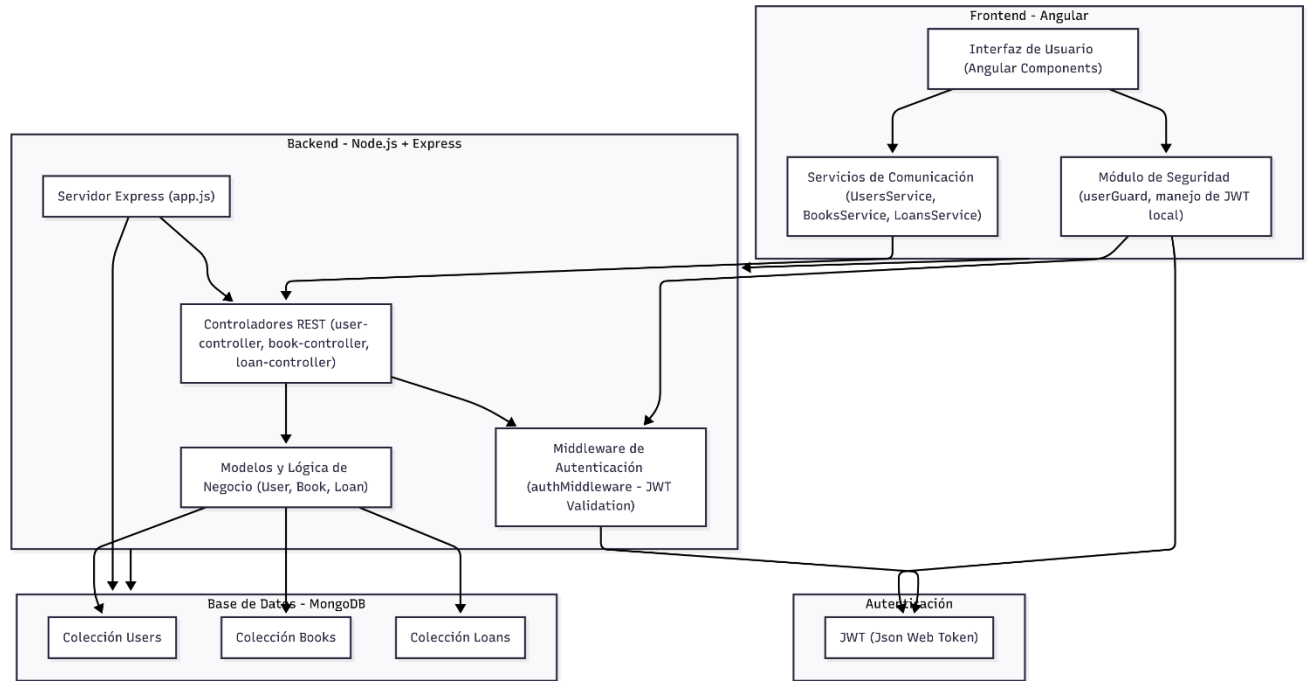 Frontend - Angular
Interfaz de Usuario
(Angular Components)
Servicios de Comunicación
(UsersService,
BooksService, LoansService)
Módulo de Seguridad
(userGuard, manejo de JWT
local)
Backend - Node.js + Express
Servidor Express (app.js)
Controladores REST (user-
controller, book-controller,
loan-controller)
Modelos y Lógica de
Negocio (User, Book, Loan)
Middleware de
Autenticación
(authMiddleware - JWT
Validation)
Base de Datos - MongoDB
Colección Users
Colección Books
Colección Loans
Autenticación
JWT (Json Web Token)